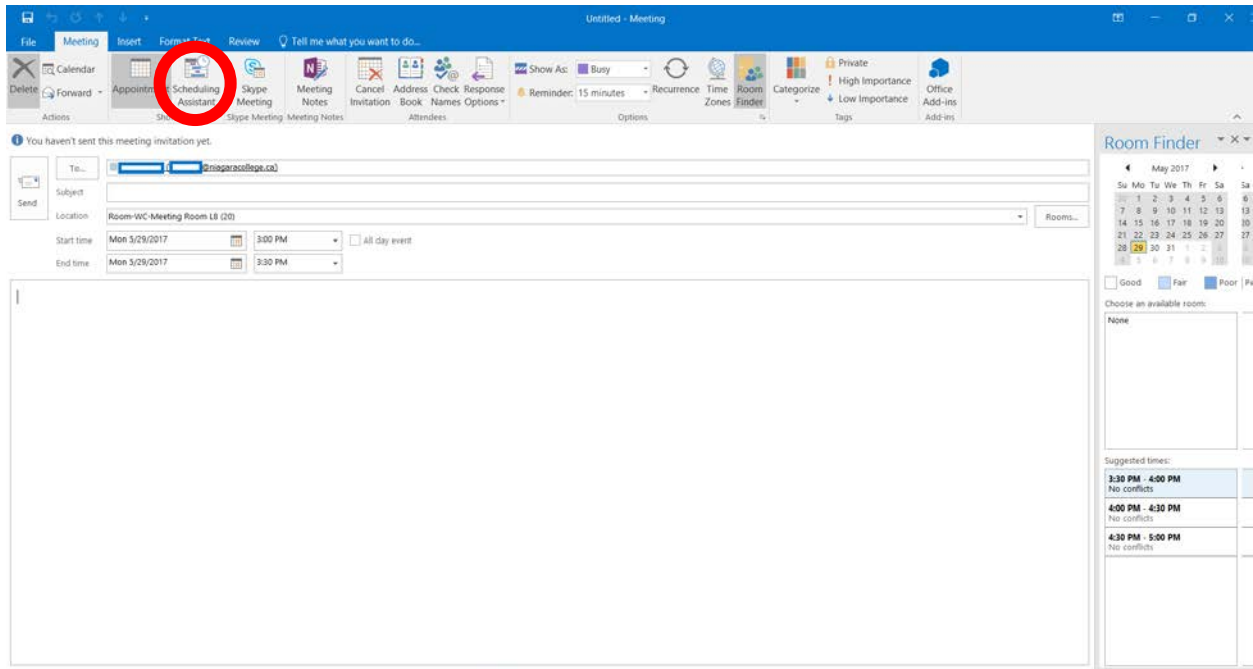 Untitled - Meeting
File Meeting Insert Format Text Review Tell me what you want to do...
Delete
Calendar
Forward
Actions
Scheduling Assistant
Skype Meeting
Skype Meeting
Meeting Notes
Meeting Notes
Cancel Invitation
Address Book
Check Names
Response Options
Attendees
Show As: Busy
Reminder: 15 minutes
Recurrence
Time Zones
Room Finder
Options
Categorize
Private
High Importance
Low Importance
Tags
Office Add-ins
Add-ins
You haven't sent this meeting invitation yet.
Send
To... @niagaracollege.ca)
Subject
Location Room-WC-Meeting Room L8 (20) Rooms...
Start time Mon 5/29/2017 3:00 PM All day event
End time Mon 5/29/2017 3:30 PM
Room Finder
May 2017
Su Mo Tu We Th Fr Sa Sa
1 2 3 4 5 6 6
7 8 9 10 11 12 13 13
14 15 16 17 18 19 20 20
21 22 23 24 25 26 27 27
28 29 30 31 1 2
Good Fair Poor
Choose an available room:
None
Suggested times:
3:30 PM - 4:00 PM
No conflicts
4:00 PM - 4:30 PM
No conflicts
4:30 PM - 5:00 PM
No conflicts